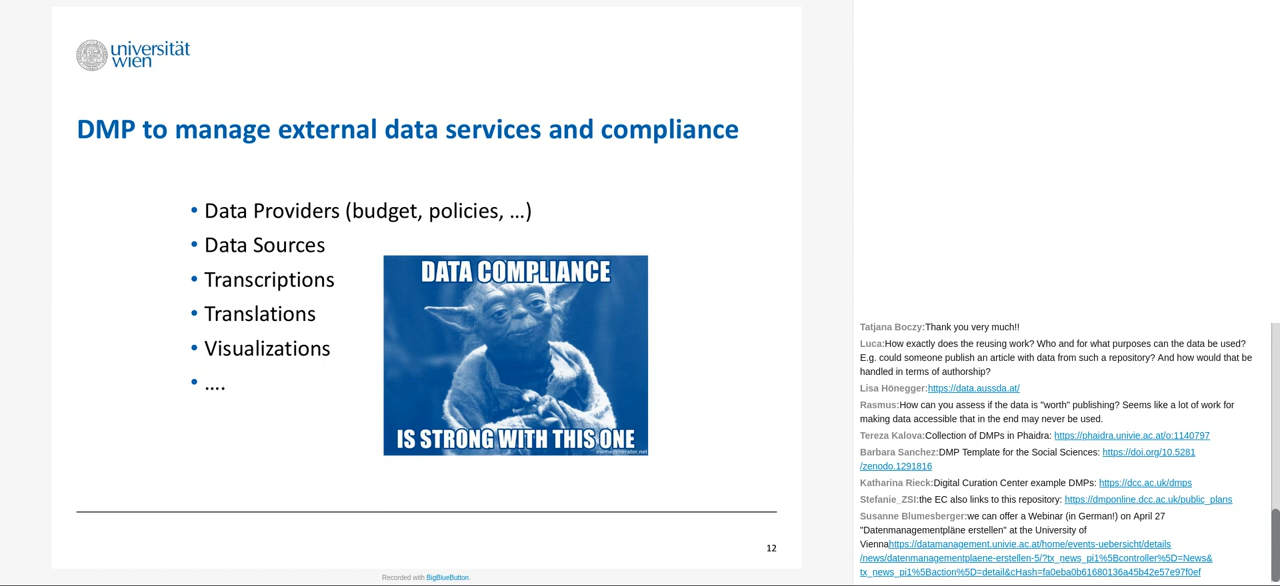 universität
wien
DMP to manage external data services and compliance
• Data Providers (budget, policies, ...)
• Data Sources
• Transcriptions
• Translations
• Visualizations
• ....
DATA COMPLIANCE
IS STRONG WITH THIS ONE
memegenerator.net
12
Recorded with BigBlueButton.
Tatjana Boczy:Thank you very much!!
Luca:How exactly does the reusing work? Who and for what purposes can the data be used?
E.g. could someone publish an article with data from such a repository? And how would that be
handled in terms of authorship?
Lisa Hönegger:https://data.aussda.at/
Rasmus:How can you assess if the data is "worth" publishing? Seems like a lot of work for
making data accessible that in the end may never be used.
Tereza Kalova:Collection of DMPs in Phaidra: https://phaidra.univie.ac.at/o:1140797
Barbara Sanchez:DMP Template for the Social Sciences: https://doi.org/10.5281
/zenodo.1291816
Katharina Rieck:Digital Curation Center example DMPs: https://dcc.ac.uk/dmps
Stefanie_ZSI:the EC also links to this repository: https://dmponline.dcc.ac.uk/public_plans
Susanne Blumesberger:we can offer a Webinar (in German!) on April 27
"Datenmanagementpläne erstellen" at the University of
Viennahttps://datamanagement.univie.ac.at/home/events-uebersicht/details
/news/datenmanagementplaene-erstellen-5/?tx_news_pi1%5Bcontroller%5D=News&
tx_news_pi1%5Baction%5D=detail&cHash=fa0eba0b61680136a45b42e57e97f0ef